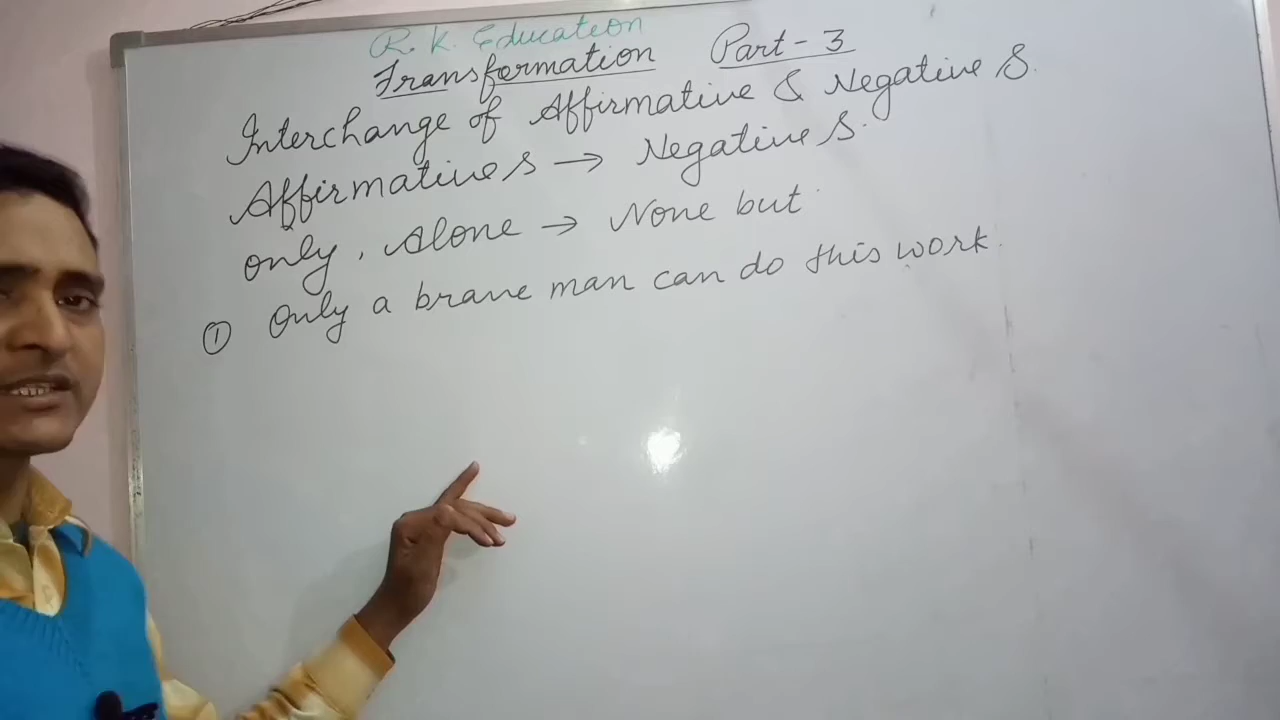 R. K. Education
Transformation Part - 3
Interchange of Affirmative & Negative S.
Affirmative S → Negative S.
only, Alone → None but
① Only a brave man can do this work.